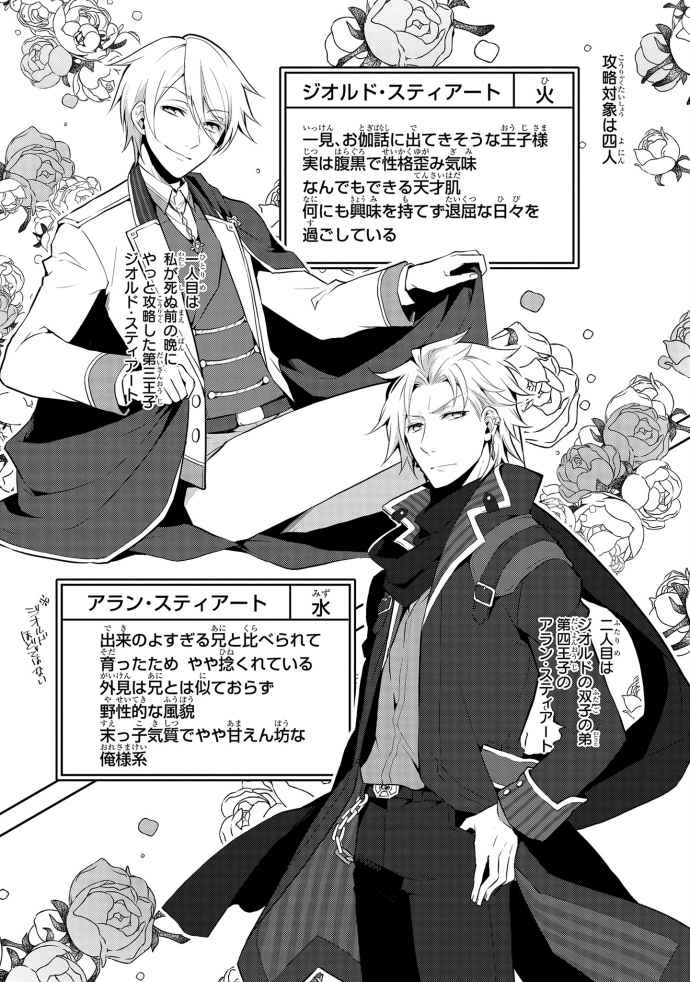 攻略対象は四人
ジオルド・スティアート
火
一見、お伽話に出てきそうな王子様
実は腹黒で性格歪み気味
なんでもできる天才肌
何にも興味を持てず退屈な日々を
過ごしている
一人目は
私が死ぬ前の晩に
やっと攻略した第三王子
ジオルド・スティアート
二人目は
ジオルドの双子の弟
第四王子の
アラン・スティアート
アラン・スティアート
水
出来のよすぎる兄と比べられて
育ったため やや捻くれている
外見は兄とは似ておらず
野性的な風貌
末っ子気質でやや甘えん坊な
俺様系
※ジオルド
ほどではない